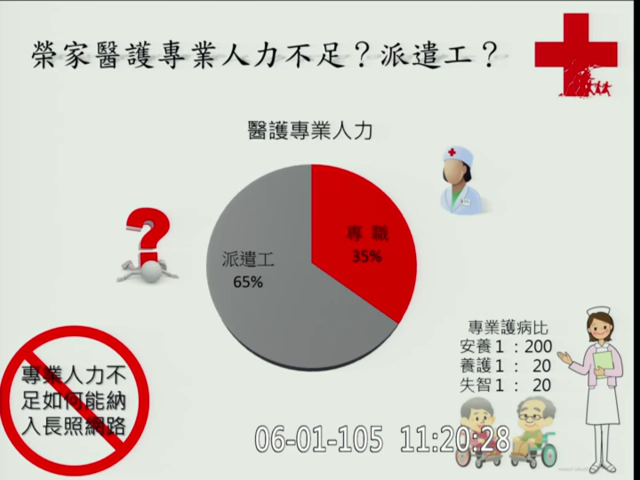 榮家醫護專業人力不足？派遣工？
醫護專業人力
專 職
35%
派遣工
65%
專業護病比
安養 1 ： 200
養護 1 ： 20
失智 1 ： 20
專業人力不
足如何能納
入長照網路
06-01-105 11:20:28